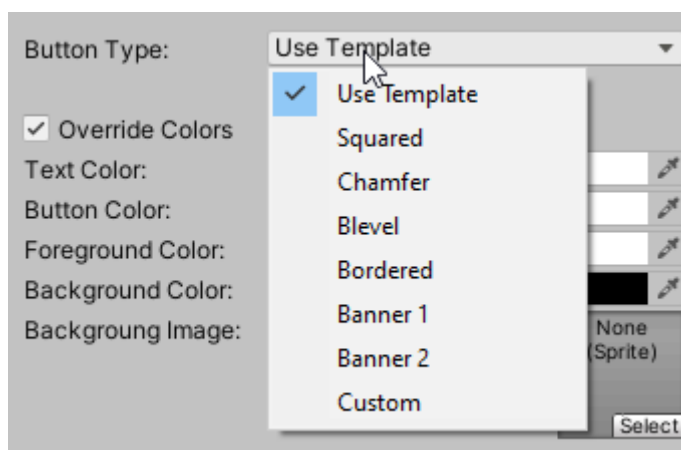 Button Type:
Use Template
Use Template
Squared
Chamfer
Blevel
Bordered
Banner 1
Banner 2
Custom
Override Colors
Text Color:
Button Color:
Foreground Color:
Background Color:
Backgroung Image:
None
(Sprite)
Select